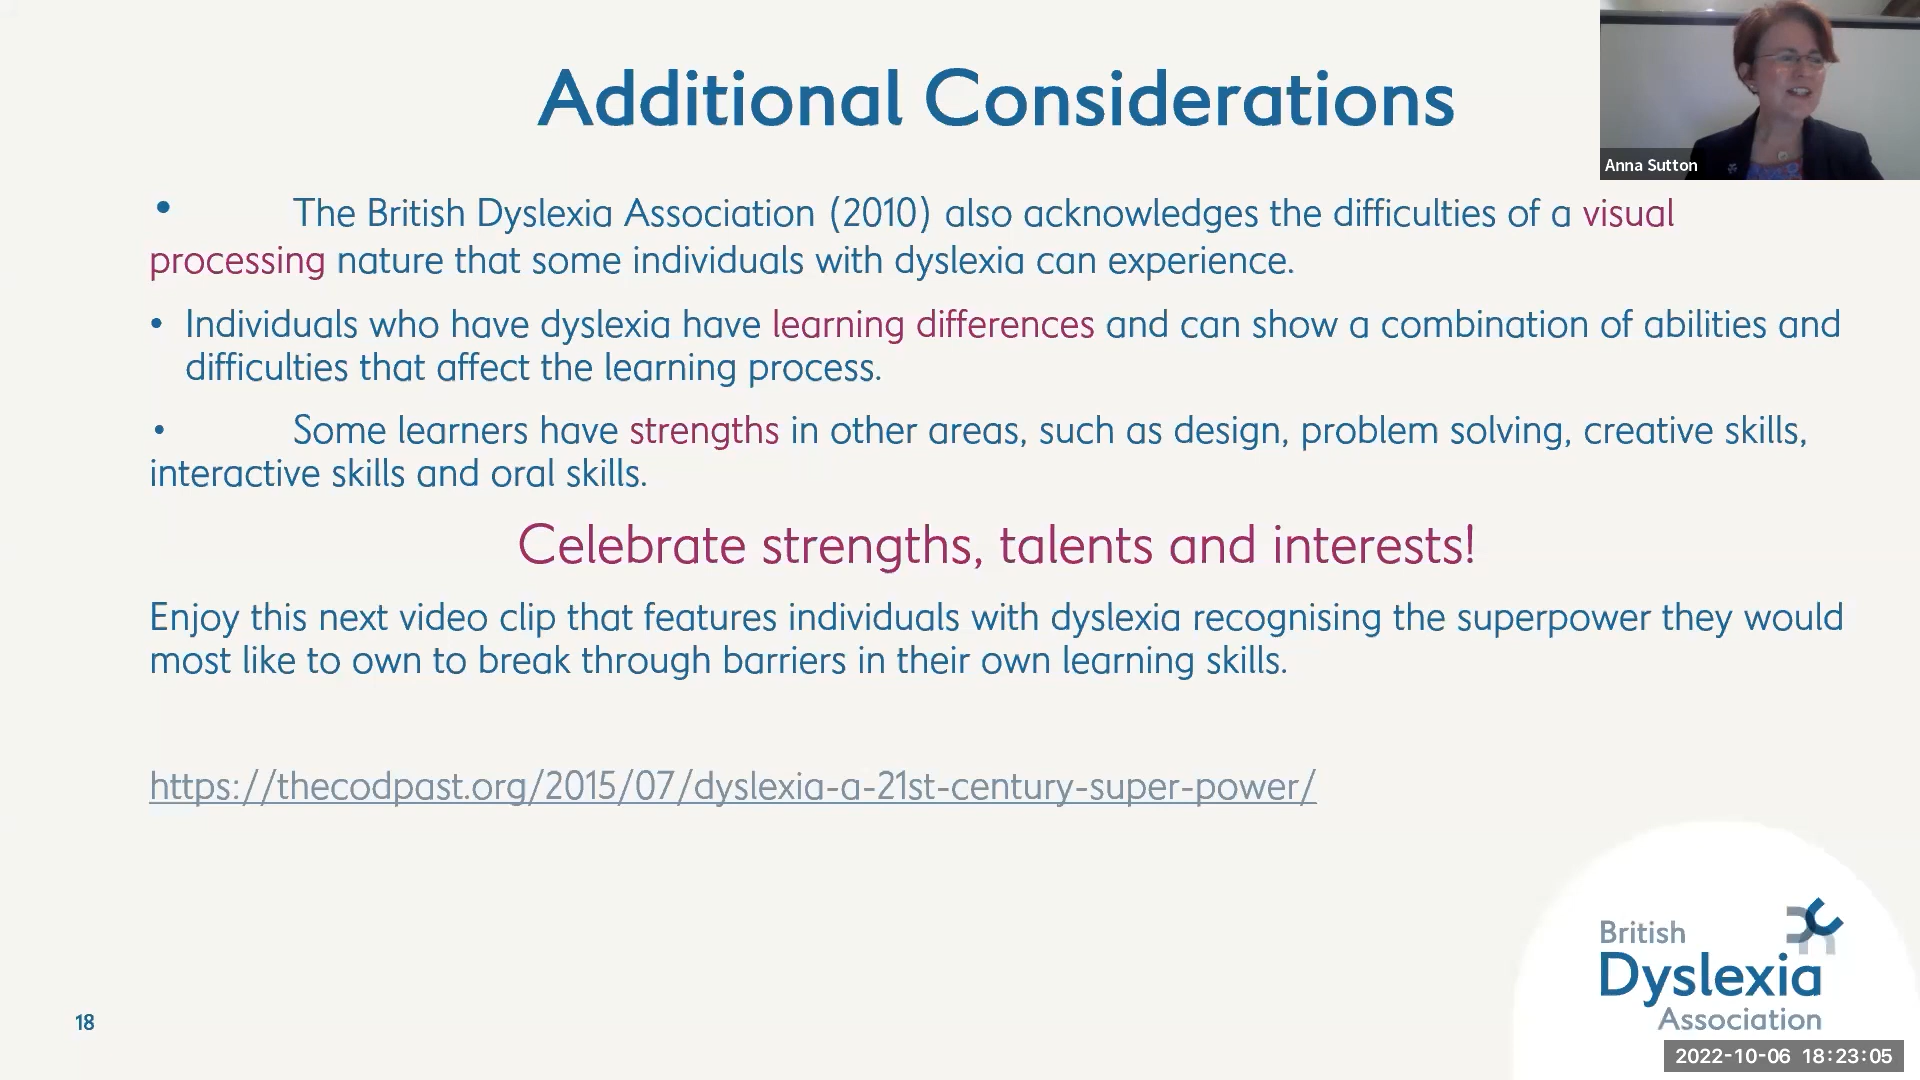 Additional Considerations
Anna Sutton
• The British Dyslexia Association (2010) also acknowledges the difficulties of a visual
processing nature that some individuals with dyslexia can experience.
• Individuals who have dyslexia have learning differences and can show a combination of abilities and
difficulties that affect the learning process.
• Some learners have strengths in other areas, such as design, problem solving, creative skills,
interactive skills and oral skills.
Celebrate strengths, talents and interests!
Enjoy this next video clip that features individuals with dyslexia recognising the superpower they would
most like to own to break through barriers in their own learning skills.
https://thecodpast.org/2015/07/dyslexia-a-21st-century-super-power/
British
Dyslexia
Association
18
2022-10-06 18:23:05